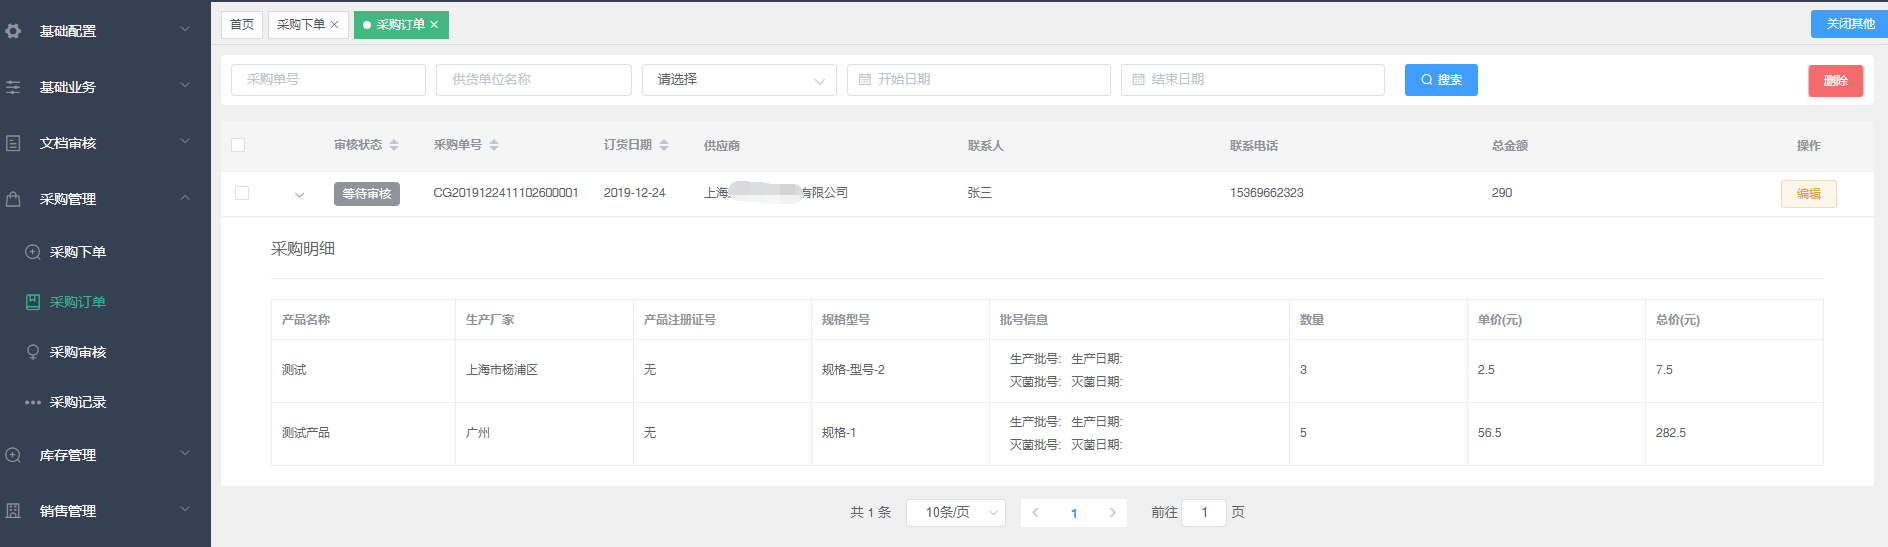 基础配置
基础业务
文档审核
采购管理
采购下单
采购订单
采购审核
采购记录
库存管理
销售管理
首页 采购下单 采购订单 关闭其他
采购单号 供货单位名称 请选择 开始日期 结束日期 搜索 删除
审核状态 采购单号 订货日期 供应商 联系人 联系电话 总金额 操作
等待审核 CG2019122411102600001 2019-12-24 上海 有限公司 张三 15369662323 290 编辑
采购明细
产品名称 生产厂家 产品注册证号 规格型号 批号信息 数量 单价(元) 总价(元)
测试 上海市杨浦区 无 规格-型号-2 生产批号: 生产日期: 3 2.5 7.5
灭菌批号: 灭菌日期:
测试产品 广州 无 规格-1 生产批号: 生产日期: 5 56.5 282.5
灭菌批号: 灭菌日期:
共 1 条 10条/页 1 前往 1 页